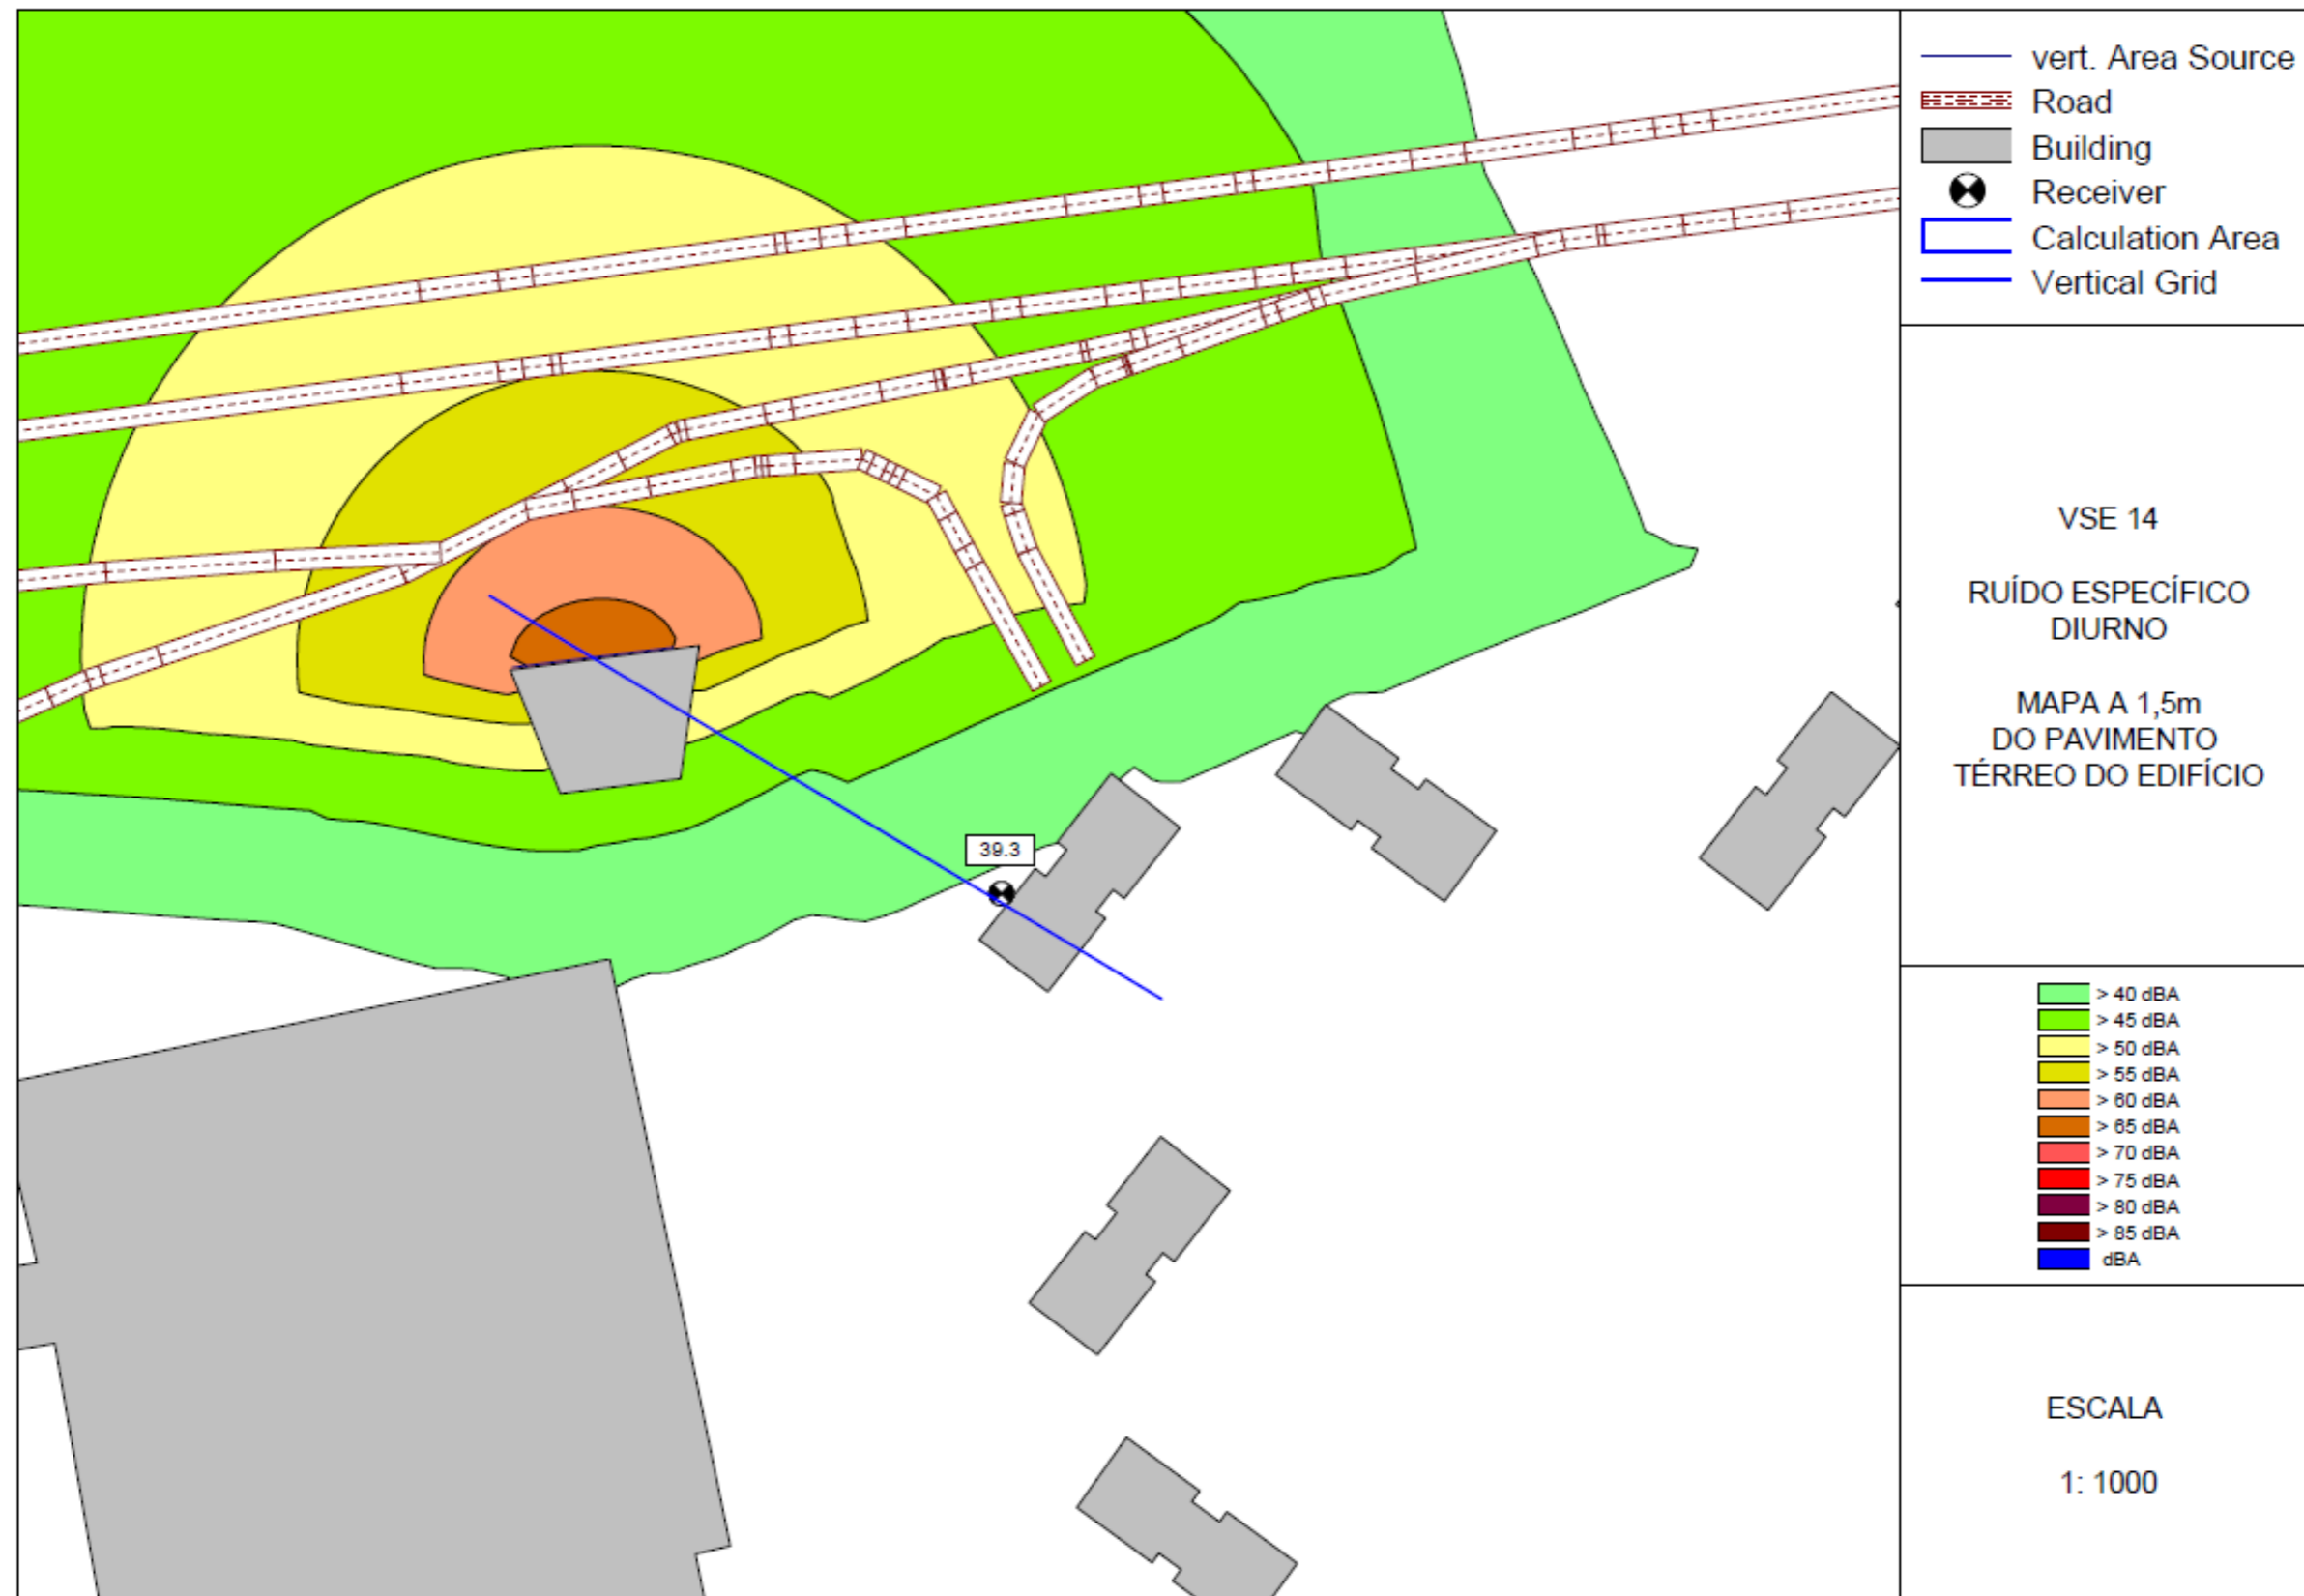 vert. Area Source
Road
Building
Receiver
Calculation Area
Vertical Grid
VSE 14
RUÍDO ESPECÍFICO
DIURNO
MAPA A 1,5m
DO PAVIMENTO
TÉRREO DO EDIFÍCIO
39.3
> 40 dBA
> 45 dBA
> 50 dBA
> 55 dBA
> 60 dBA
> 65 dBA
> 70 dBA
> 75 dBA
> 80 dBA
> 85 dBA
dBA
ESCALA
1: 1000